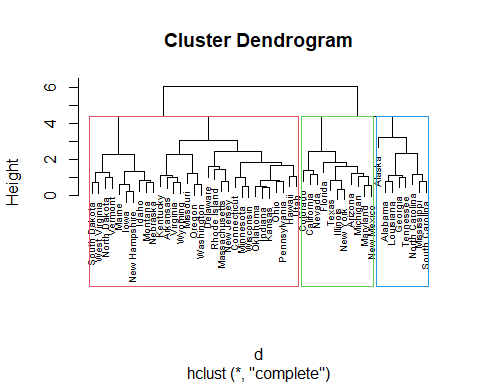 Cluster Dendrogram
Height
6
4
2
0
South Dakota
West Virginia
North Dakota
Vermont
Maine
Iowa
New Hampshire
Idaho
Montana
Nebraska
Kentucky
Arkansas
Virginia
Wyoming
Missouri
Oregon
Washington
Delaware
Rhode Island
Massachusetts
New Jersey
Connecticut
Minnesota
Wisconsin
Oklahoma
Indiana
Kansas
Ohio
Pennsylvania
Hawaii
Utah
Colorado
California
Nevada
Florida
Texas
Illinois
New York
Arizona
Michigan
Maryland
New Mexico
Alaska
Alabama
Louisiana
Georgia
Tennessee
North Carolina
Mississippi
South Carolina
d
hclust (*, "complete")